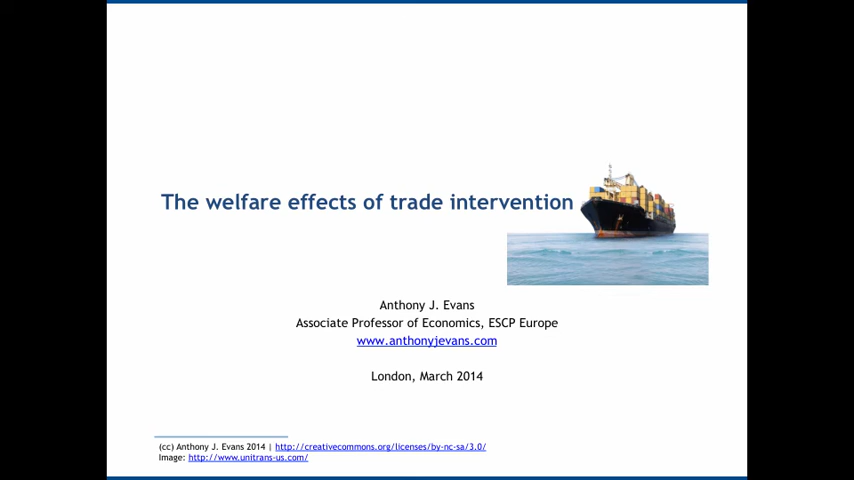 The welfare effects of trade intervention
Anthony J. Evans
Associate Professor of Economics, ESCP Europe
www.anthonyjevans.com
London, March 2014
(cc) Anthony J. Evans 2014 | http://creativecommons.org/licenses/by-nc-sa/3.0/
Image: http://www.unitrans-us.com/